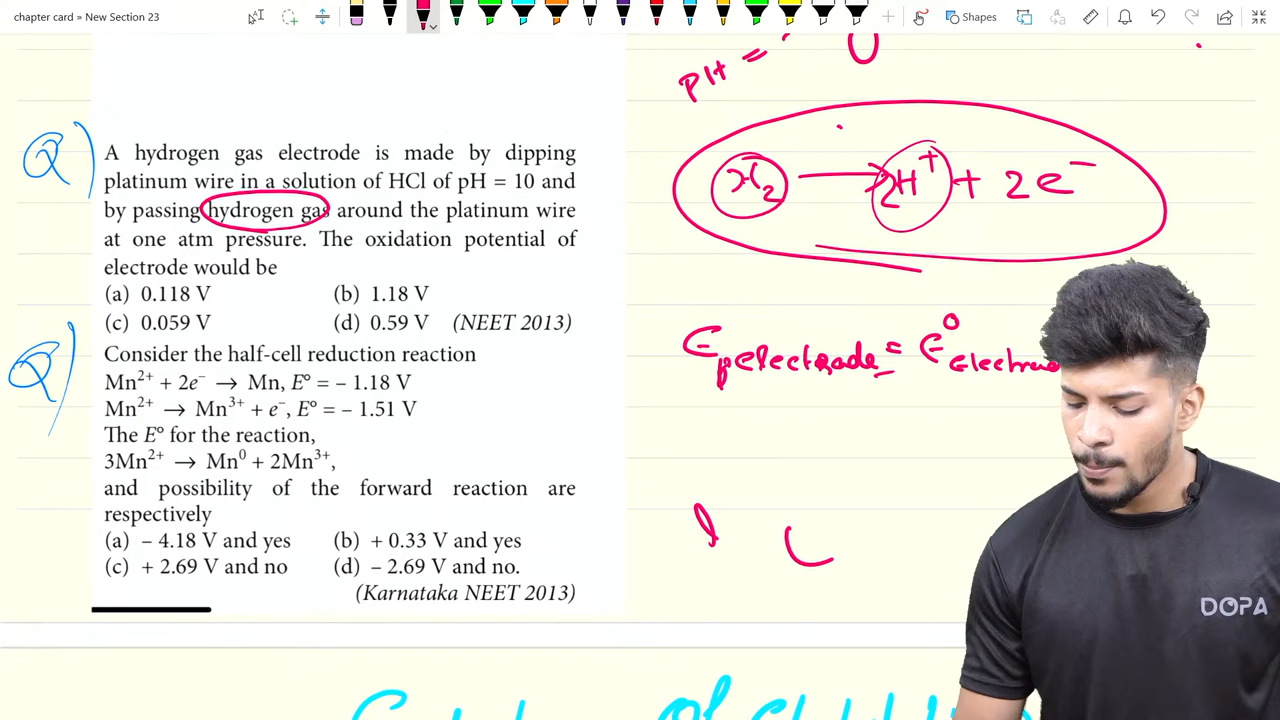 chapter card » New Section 23
Shapes
pH =
Q)
A hydrogen gas electrode is made by dipping
platinum wire in a solution of HCl of pH = 10 and
by passing hydrogen gas around the platinum wire
at one atm pressure. The oxidation potential of
electrode would be
(a) 0.118 V (b) 1.18 V
(c) 0.059 V (d) 0.59 V (NEET 2013)
H₂ → 2H⁺ + 2e⁻
Q)
Consider the half-cell reduction reaction
Mn²⁺ + 2e⁻ → Mn, E° = – 1.18 V
Mn²⁺ → Mn³⁺ + e⁻, E° = – 1.51 V
The E° for the reaction,
3Mn²⁺ → Mn⁰ + 2Mn³⁺,
and possibility of the forward reaction are
respectively
(a) – 4.18 V and yes (b) + 0.33 V and yes
(c) + 2.69 V and no (d) – 2.69 V and no.
(Karnataka NEET 2013)
DOPA